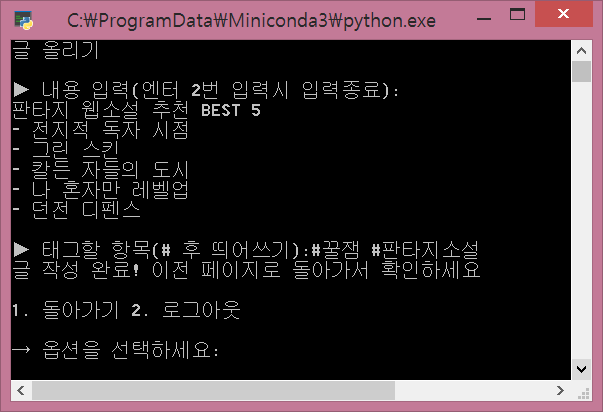 C:₩ProgramData₩Miniconda3₩python.exe
글 올리기
▶ 내용 입력(엔터 2번 입력시 입력종료):
판타지 웹소설 추천 BEST 5
- 전지적 독자 시점
- 그린 스킨
- 칼든 자들의 도시
- 나 혼자만 레벨업
- 던전 디펜스
▶ 태그할 항목(# 후 띄어쓰기):#꿀잼 #판타지소설
글 작성 완료! 이전 페이지로 돌아가서 확인하세요
1. 돌아가기 2. 로그아웃
→ 옵션을 선택하세요: